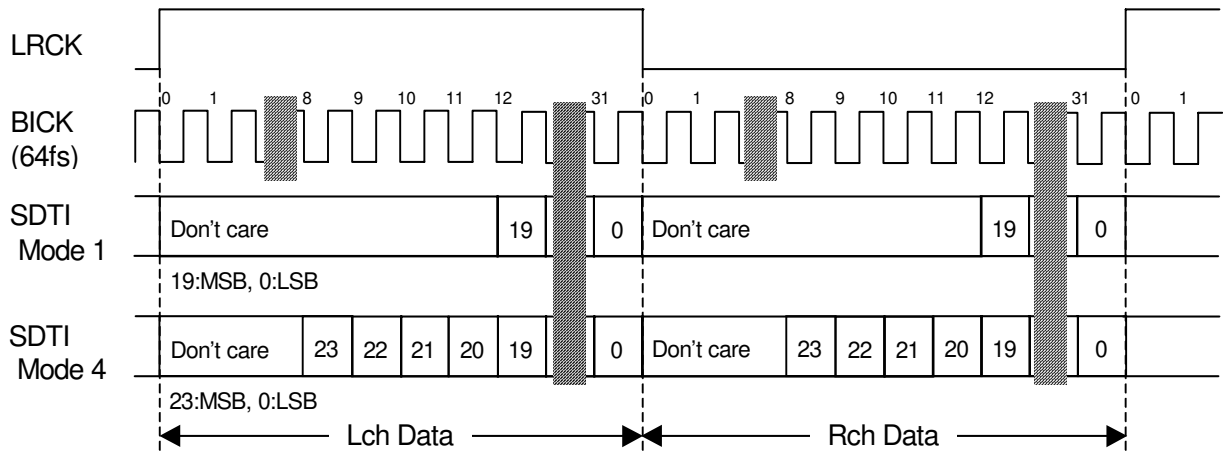 LRCK
0 1 8 9 10 11 12 31 0 1 8 9 10 11 12 31 0 1
BICK
(64fs)
SDTI
Mode 1
Don't care 19 0 Don't care 19 0
19:MSB, 0:LSB
SDTI
Mode 4
Don't care 23 22 21 20 19 0 Don't care 23 22 21 20 19 0
23:MSB, 0:LSB
Lch Data Rch Data